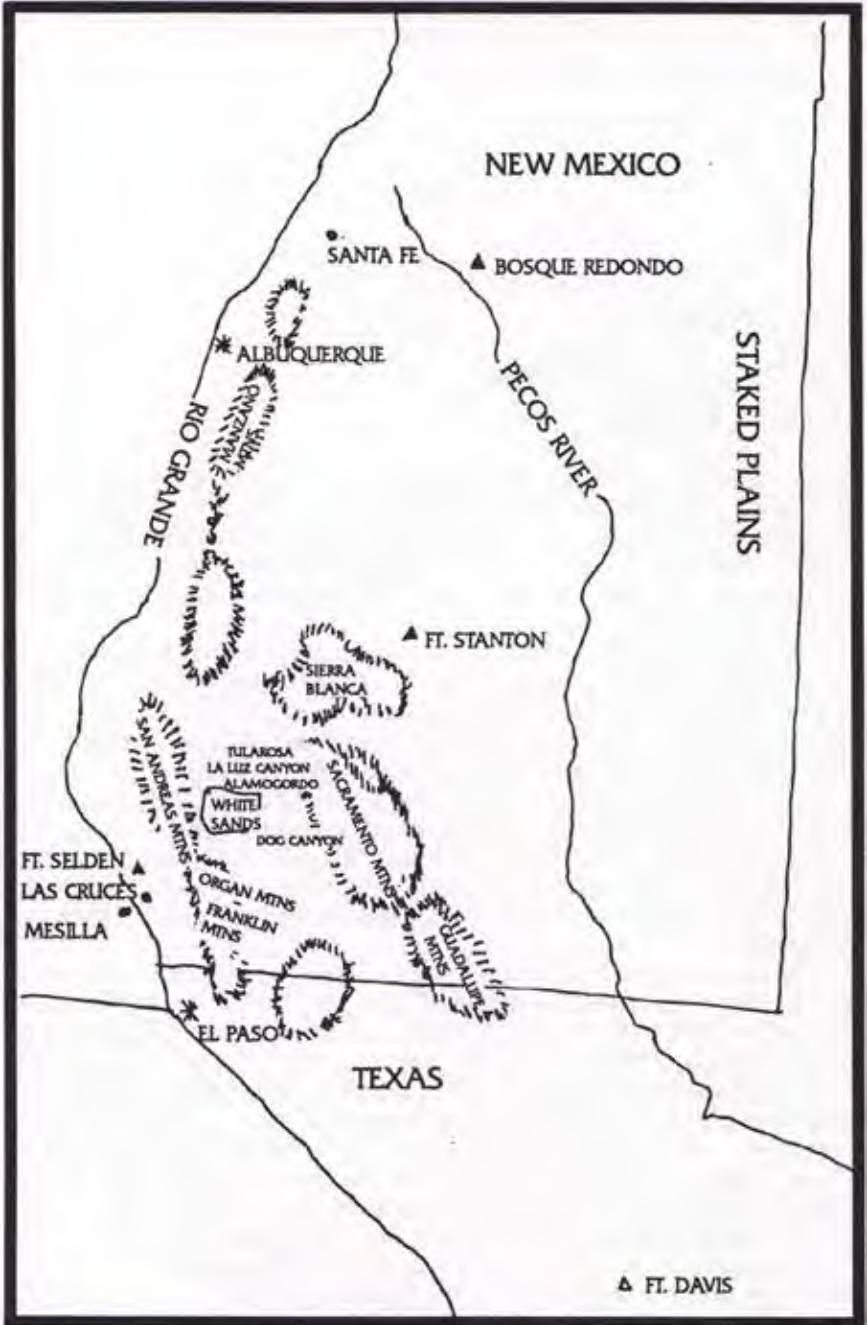 NEW MEXICO
SANTA FE
BOSQUE REDONDO
ALBUQUERQUE
STAKED PLAINS
PECOS RIVER
MANZANO
MTNS
RIO GRANDE
FT. STANTON
SIERRA
BLANCA
SAN ANDREAS MTNS
TULAROSA
LA LUZ CANYON
ALAMOGORDO
WHITE
SANDS
DOG CANYON
SACRAMENTO MTNS
FT. SELDEN
LAS CRUCES
MESILLA
ORGAN MTNS
FRANKLIN
MTNS
GUADALUPE
MTNS
EL PASO
TEXAS
FT. DAVIS